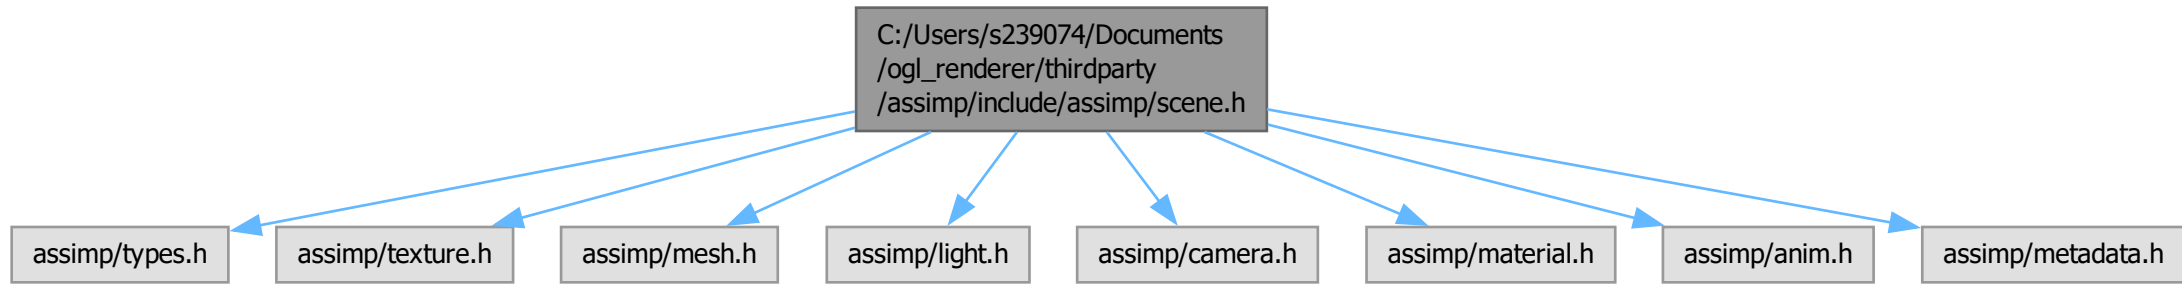 C:/Users/s239074/Documents
/ogl_renderer/thirdparty
/assimp/include/assimp/scene.h
assimp/types.h
assimp/texture.h
assimp/mesh.h
assimp/light.h
assimp/camera.h
assimp/material.h
assimp/anim.h
assimp/metadata.h